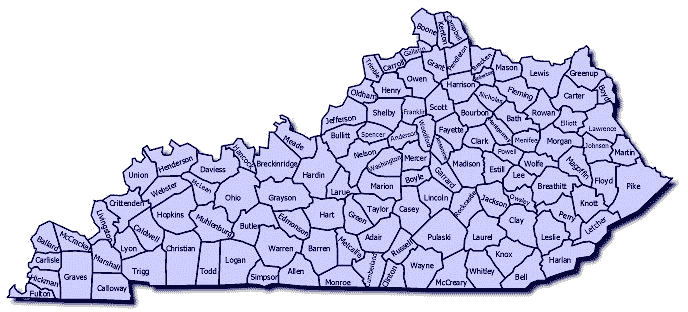 Boone
Kenton
Campbell
Gallatin
Trimble
Carroll
Grant
Pendleton
Bracken
Mason
Lewis
Greenup
Owen
Henry
Harrison
Fleming
Carter
Boyd
Oldham
Nicholas
Rowan
Elliott
Lawrence
Jefferson
Shelby
Franklin
Scott
Bourbon
Bath
Bullitt
Spencer
Anderson
Woodford
Fayette
Clark
Montgomery
Menifee
Morgan
Johnson
Martin
Meade
Nelson
Washington
Mercer
Madison
Powell
Estill
Wolfe
Lee
Magoffin
Floyd
Pike
Hancock
Breckinridge
Hardin
Larue
Marion
Boyle
Garrard
Breathitt
Knott
Union
Henderson
Daviess
Webster
McLean
Ohio
Grayson
Hart
Green
Taylor
Casey
Lincoln
Rockcastle
Jackson
Owsley
Perry
Letcher
Crittenden
Hopkins
Muhlenburg
Butler
Edmonson
Livingston
Caldwell
Warren
Barren
Metcalfe
Adair
Russell
Pulaski
Laurel
Clay
Leslie
Harlan
Ballard
McCracken
Carlisle
Graves
Marshall
Lyon
Christian
Todd
Logan
Simpson
Allen
Monroe
Cumberland
Clinton
Wayne
McCreary
Whitley
Knox
Bell
Hickman
Fulton
Calloway
Trigg